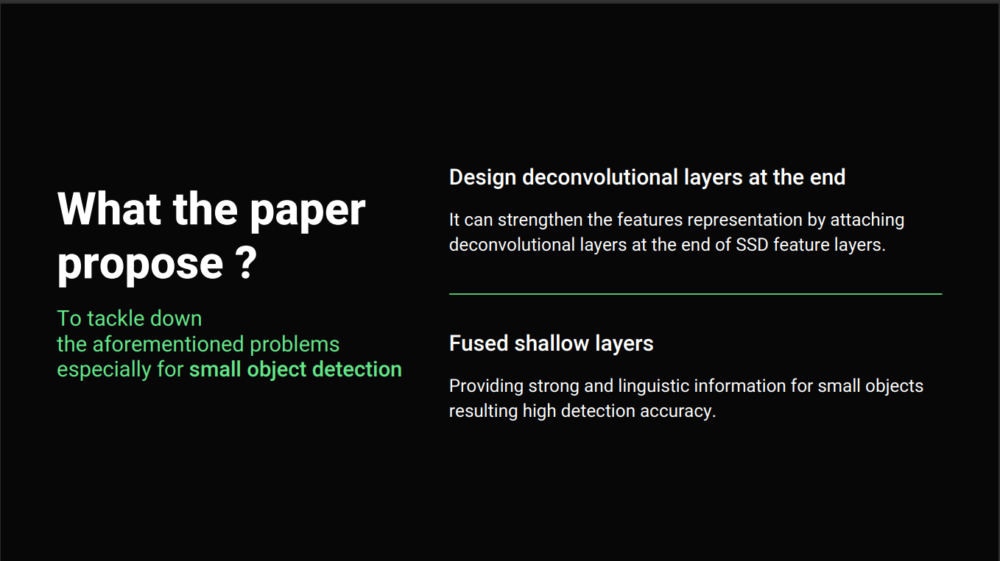 What the paper
propose ?
To tackle down
the aforementioned problems
especially for small object detection
Design deconvolutional layers at the end
It can strengthen the features representation by attaching
deconvolutional layers at the end of SSD feature layers.
Fused shallow layers
Providing strong and linguistic information for small objects
resulting high detection accuracy.